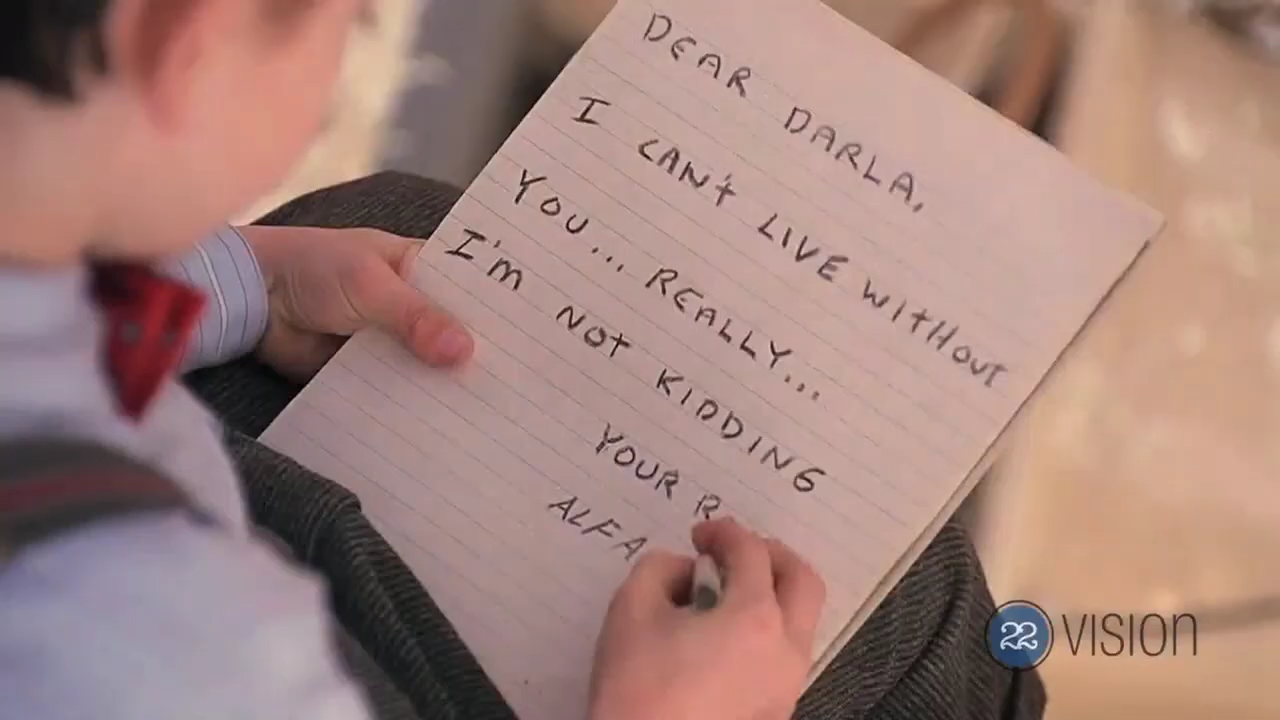 DEAR DARLA,
I CAN'T LIVE WITHOUT
YOU... REALLY...
I'M NOT KIDDING
YOUR
ALFA
22 VISION